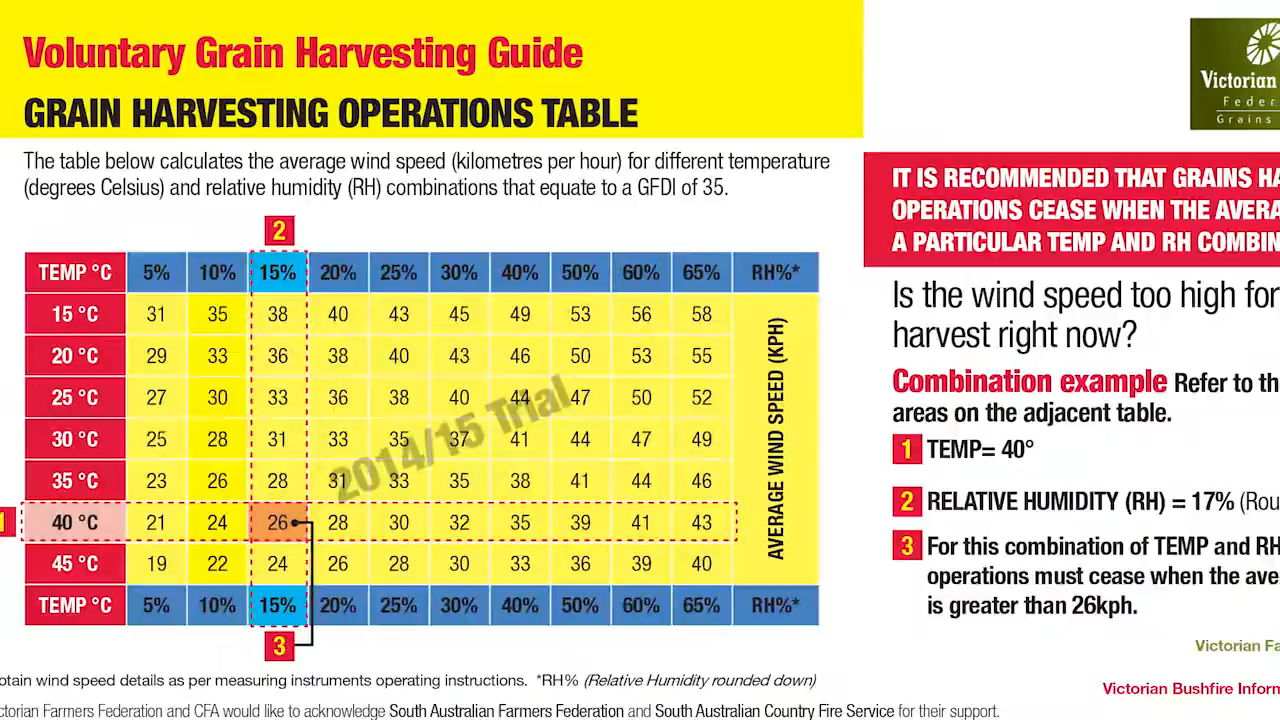 Voluntary Grain Harvesting Guide
GRAIN HARVESTING OPERATIONS TABLE
The table below calculates the average wind speed (kilometres per hour) for different temperature
(degrees Celsius) and relative humidity (RH) combinations that equate to a GFDI of 35.
2
TEMP °C 5% 10% 15% 20% 25% 30% 40% 50% 60% 65% RH%*
15 °C 31 35 38 40 43 45 49 53 56 58
20 °C 29 33 36 38 40 43 46 50 53 55
25 °C 27 30 33 36 38 40 44 47 50 52
30 °C 25 28 31 33 35 37 41 44 47 49
35 °C 23 26 28 31 33 35 38 41 44 46
1 40 °C 21 24 26 28 30 32 35 39 41 43
45 °C 19 22 24 26 28 30 33 36 39 40
TEMP °C 5% 10% 15% 20% 25% 30% 40% 50% 60% 65% RH%*
AVERAGE WIND SPEED (KPH)
2014/15 Trial
3
otain wind speed details as per measuring instruments operating instructions. *RH% (Relative Humidity rounded down)
ctorian Farmers Federation and CFA would like to acknowledge South Australian Farmers Federation and South Australian Country Fire Service for their support.
Victorian
Feder
Grains
IT IS RECOMMENDED THAT GRAINS HA
OPERATIONS CEASE WHEN THE AVERA
A PARTICULAR TEMP AND RH COMBIN
Is the wind speed too high for
harvest right now?
Combination example Refer to th
areas on the adjacent table.
1 TEMP= 40°
2 RELATIVE HUMIDITY (RH) = 17% (Rou
3 For this combination of TEMP and RH
operations must cease when the ave
is greater than 26kph.
Victorian Fa
Victorian Bushfire Inform